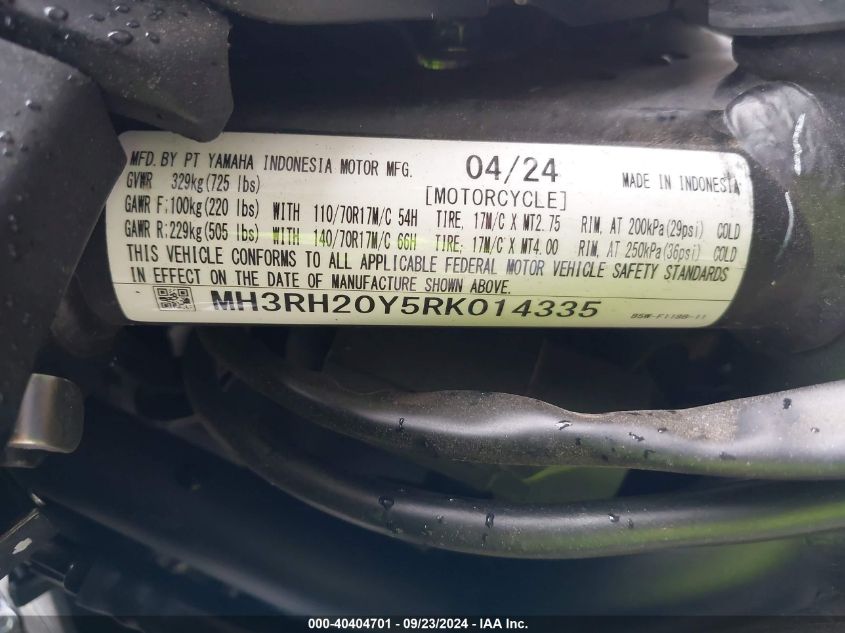 MFD. BY PT YAMAHA INDONESIA MOTOR MFG. 04/24 MADE IN INDONESIA
GVWR 329kg(725 lbs) [MOTORCYCLE]
GAWR F:100kg(220 lbs) WITH 110/70R17M/C 54H TIRE, 17M/C X MT2.75 RIM, AT 200kPa(29psi) COLD
GAWR R:229kg(505 lbs) WITH 140/70R17M/C 66H TIRE, 17M/C X MT4.00 RIM, AT 250kPa(36psi) COLD
THIS VEHICLE CONFORMS TO ALL APPLICABLE FEDERAL MOTOR VEHICLE SAFETY STANDARDS
IN EFFECT ON THE DATE OF MANUFACTURE SHOWN ABOVE.
MH3RH20Y5RK014335 B5W-F118B-11
000-40404701 - 09/23/2024 - IAA Inc.